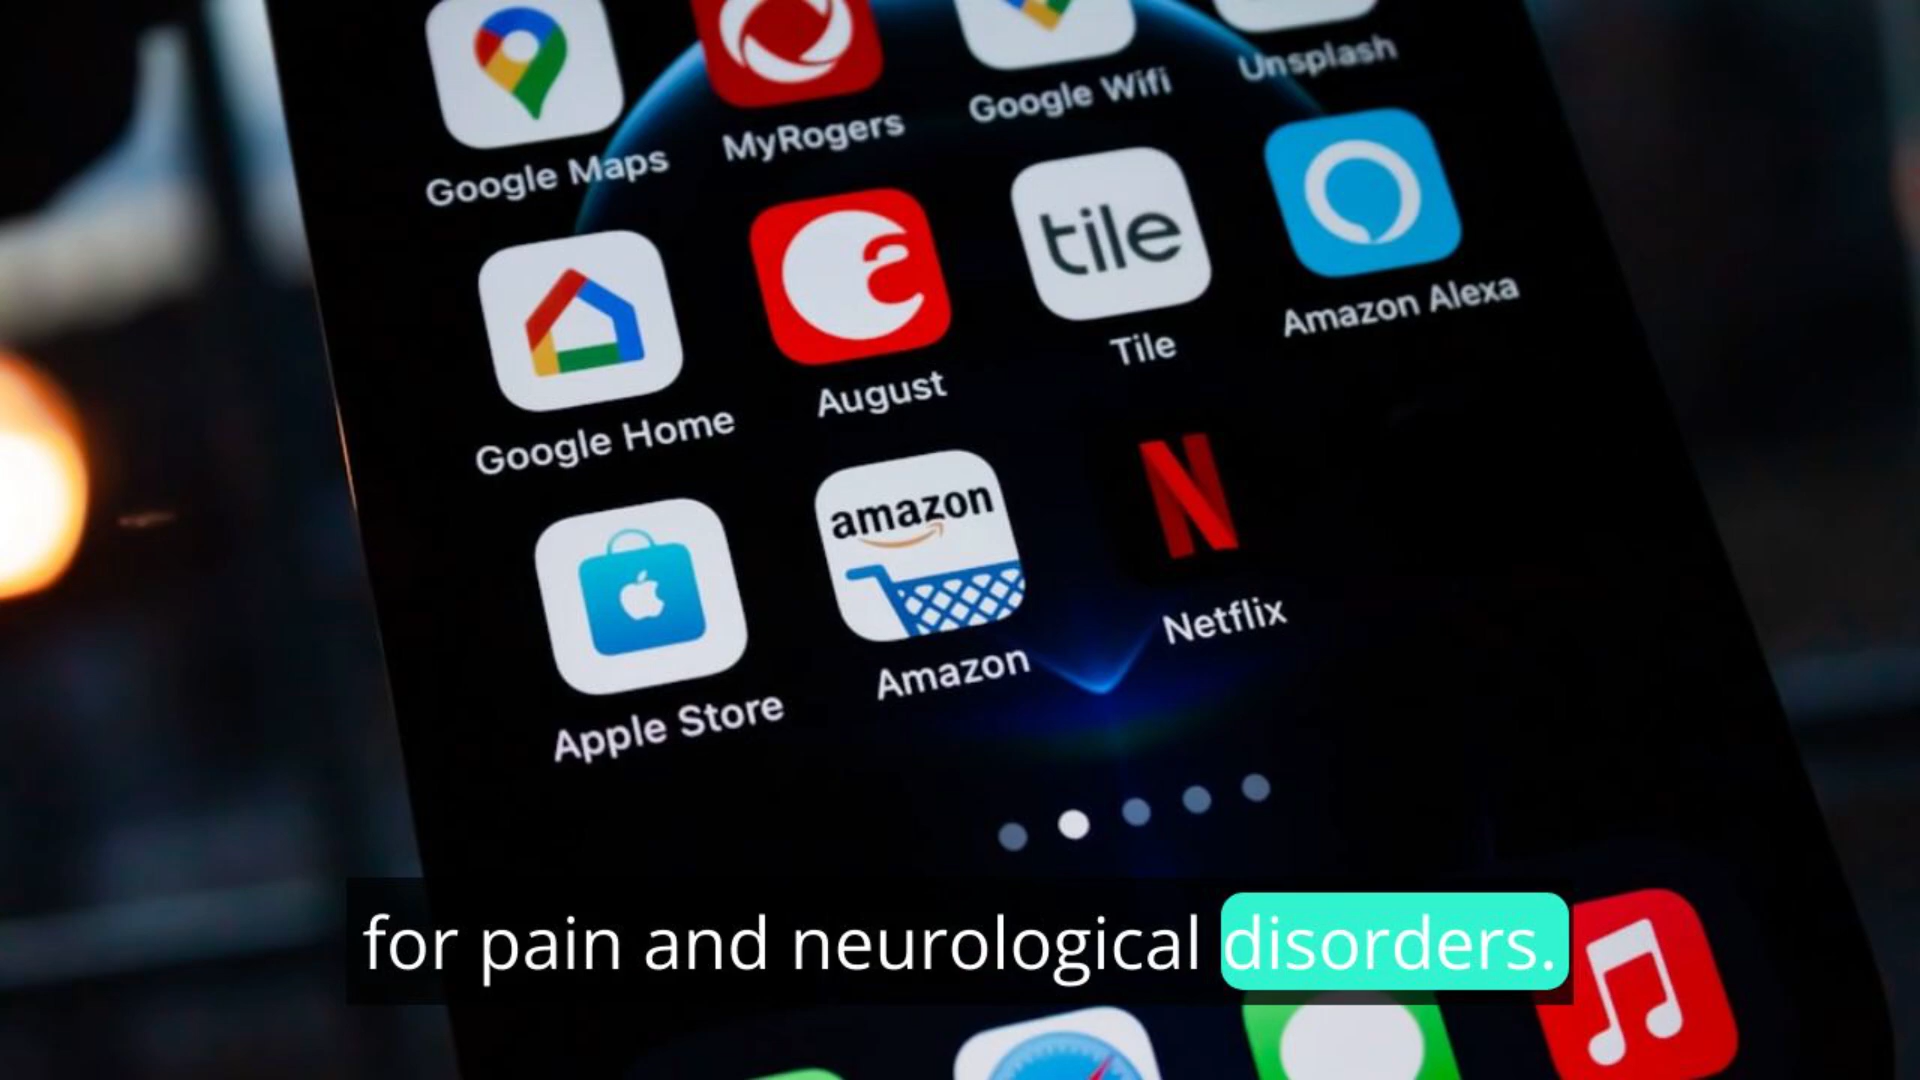 Google Maps
MyRogers
Google Wifi
Unsplash
Google Home
August
tile
Tile
Amazon Alexa
Apple Store
amazon
Amazon
Netflix
for pain and neurological disorders.